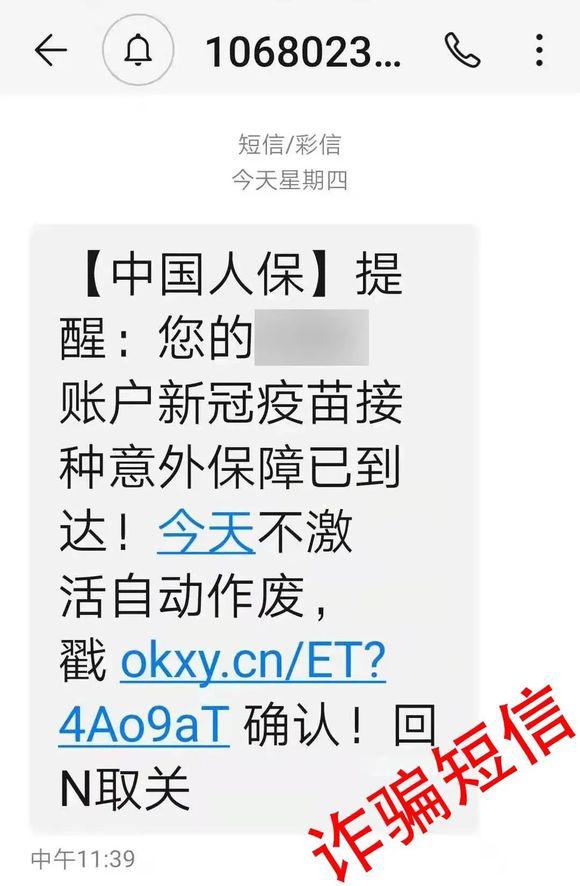 1068023...
短信/彩信
今天星期四
【中国人保】提
醒：您的
账户新冠疫苗接
种意外保障已到
达！今天不激
活自动作废，
戳 okxy.cn/ET?
4Ao9aT 确认！回
N取关
诈骗短信
中午11:39